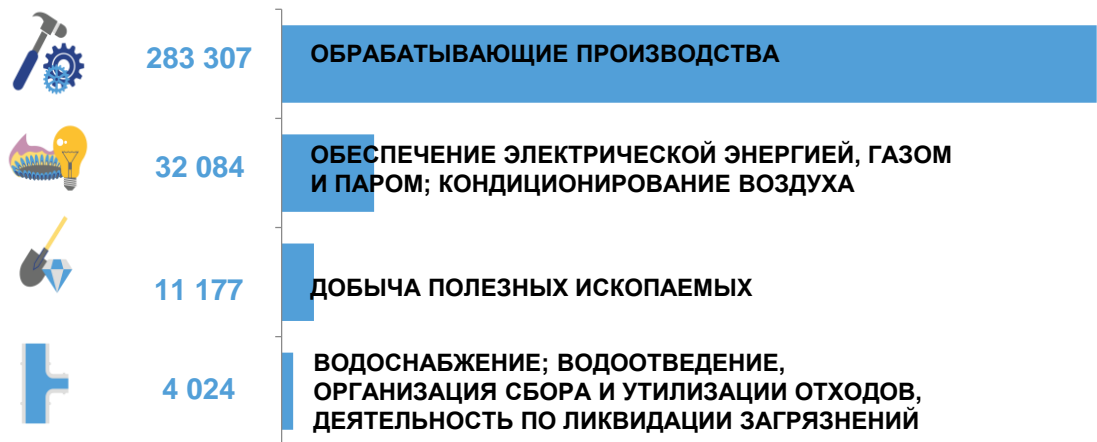 283 307
ОБРАБАТЫВАЮЩИЕ ПРОИЗВОДСТВА
32 084
ОБЕСПЕЧЕНИЕ ЭЛЕКТРИЧЕСКОЙ ЭНЕРГИЕЙ, ГАЗОМ
И ПАРОМ; КОНДИЦИОНИРОВАНИЕ ВОЗДУХА
11 177
ДОБЫЧА ПОЛЕЗНЫХ ИСКОПАЕМЫХ
4 024
ВОДОСНАБЖЕНИЕ; ВОДООТВЕДЕНИЕ,
ОРГАНИЗАЦИЯ СБОРА И УТИЛИЗАЦИИ ОТХОДОВ,
ДЕЯТЕЛЬНОСТЬ ПО ЛИКВИДАЦИИ ЗАГРЯЗНЕНИЙ